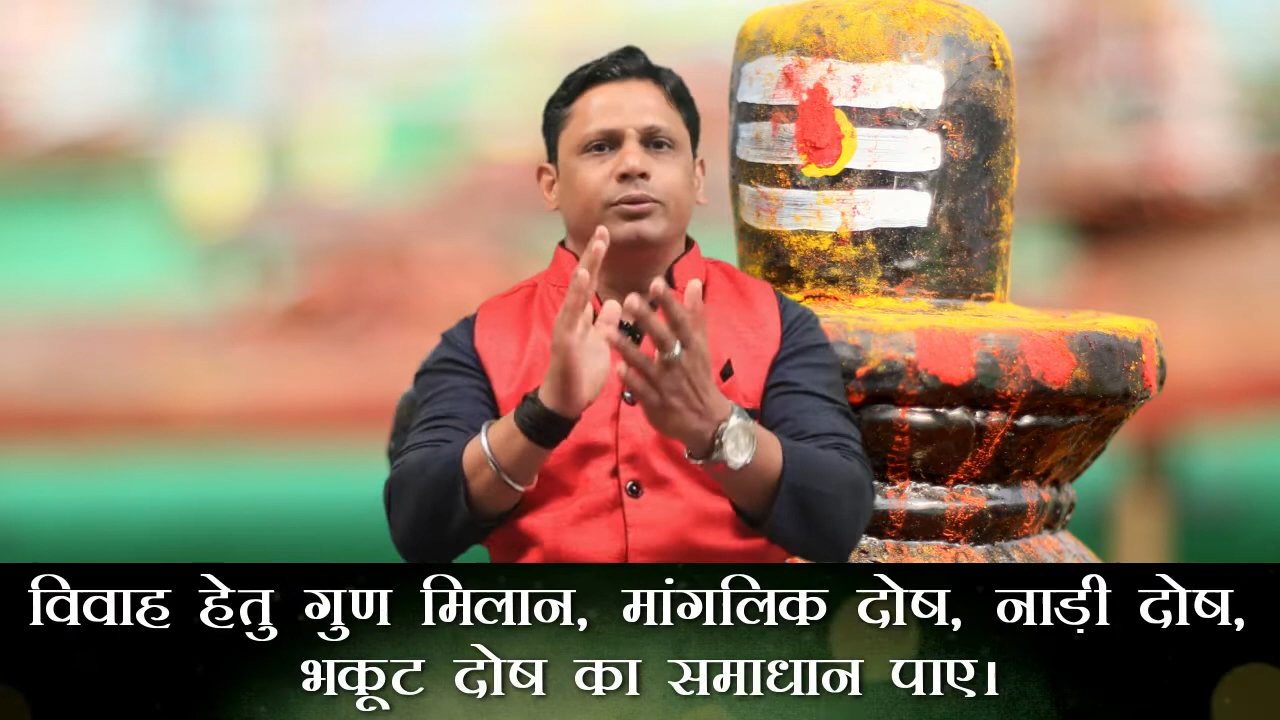 विवाह हेतु गुण मिलान, मांगलिक दोष, नाड़ी दोष,
भकूट दोष का समाधान पाए।